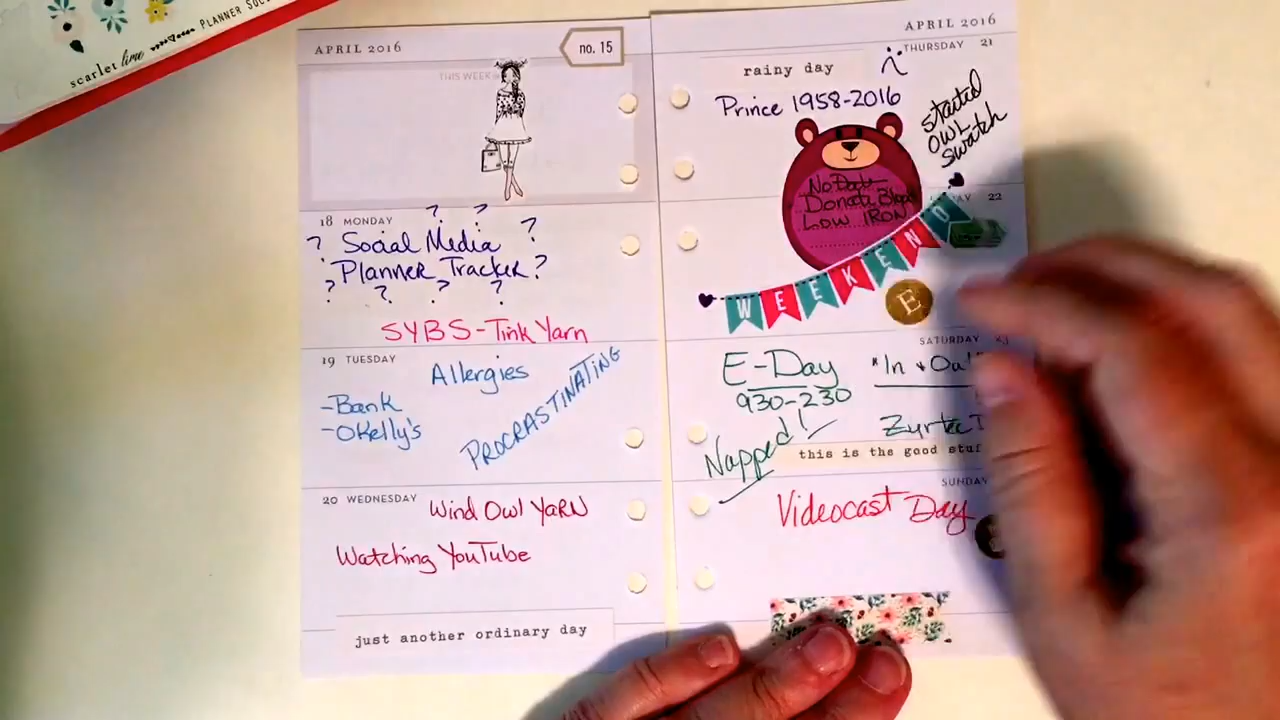 scarlet lime
PLANNER
APRIL 2016
no. 15
THIS WEEK
18 MONDAY
? ? ?
? Social Media
Planner Tracker?
? ? ? ?
SYBS-Tink Yarn
19 TUESDAY
Allergies
-Bank
-OKelly's
PROCRASTINATING
20 WEDNESDAY
Wind Owl YARN
Watching YouTube
just another ordinary day
APRIL 2016
THURSDAY 21
rainy day
Prince 1958-2016
started
OWL
swatch
Donate Blood
LOW IRON
22
WEEKEND
E
SATURDAY
E-Day
930-230
Napped!
"In + Out"
this is the good
SUNDAY
Videocast Day